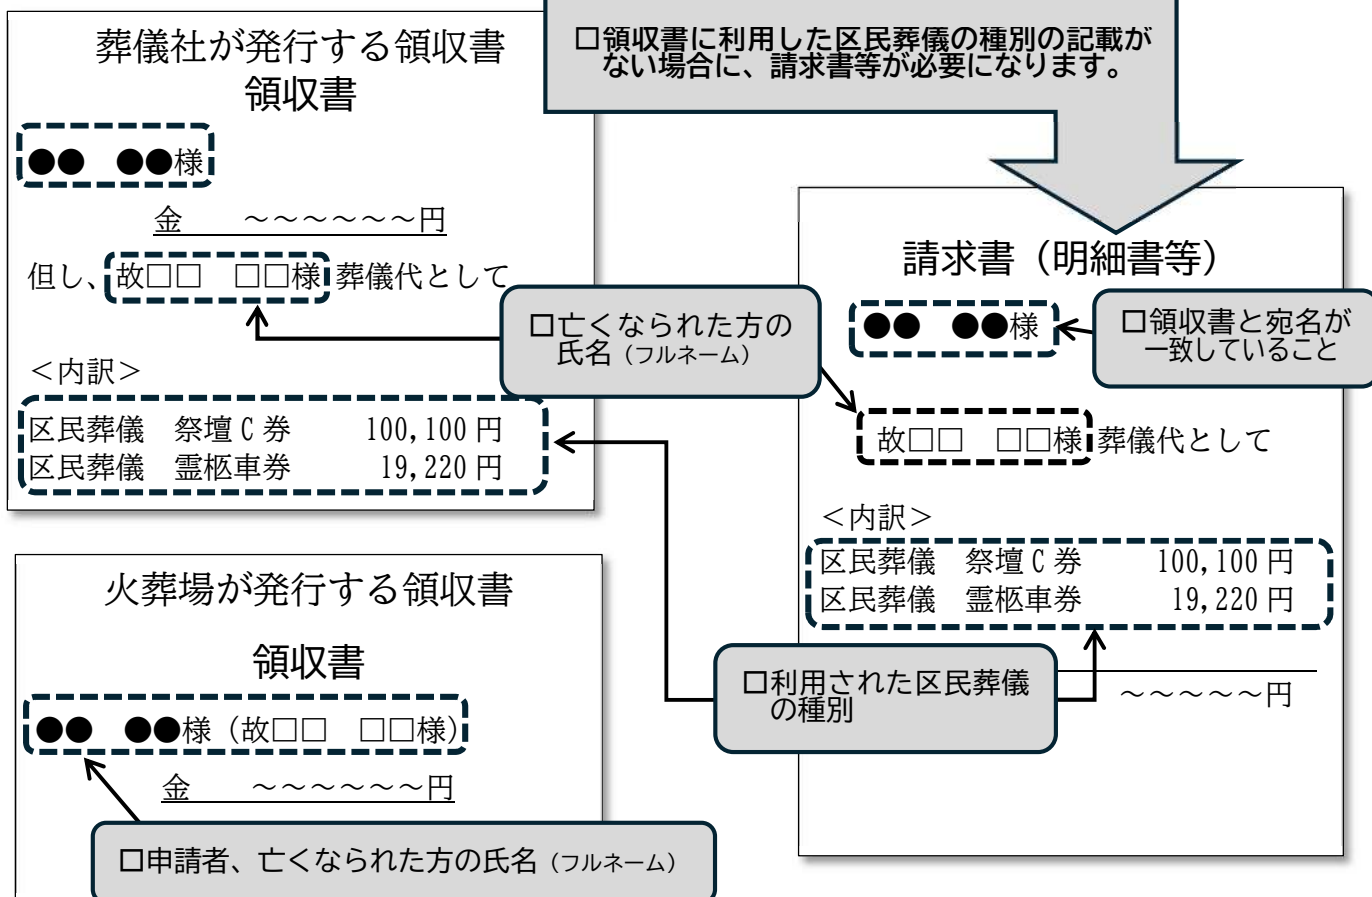 葬儀社が発行する領収書
領収書
●●　●●様
金　～～～～～～円
但し、故□□　□□様 葬儀代として
＜内訳＞
区民葬儀　祭壇C券　100,100円
区民葬儀　霊柩車券　19,220円
□領収書に利用した区民葬儀の種別の記載が
ない場合に、請求書等が必要になります。
□亡くなられた方の
氏名（フルネーム）
請求書（明細書等）
●●　●●様
□領収書と宛名が
一致していること
故□□　□□様 葬儀代として
＜内訳＞
区民葬儀　祭壇C券　100,100円
区民葬儀　霊柩車券　19,220円
～～～～～円
□利用された区民葬儀
の種別
火葬場が発行する領収書
領収書
●●　●●様（故□□　□□様）
金　～～～～～～円
□申請者、亡くなられた方の氏名（フルネーム）